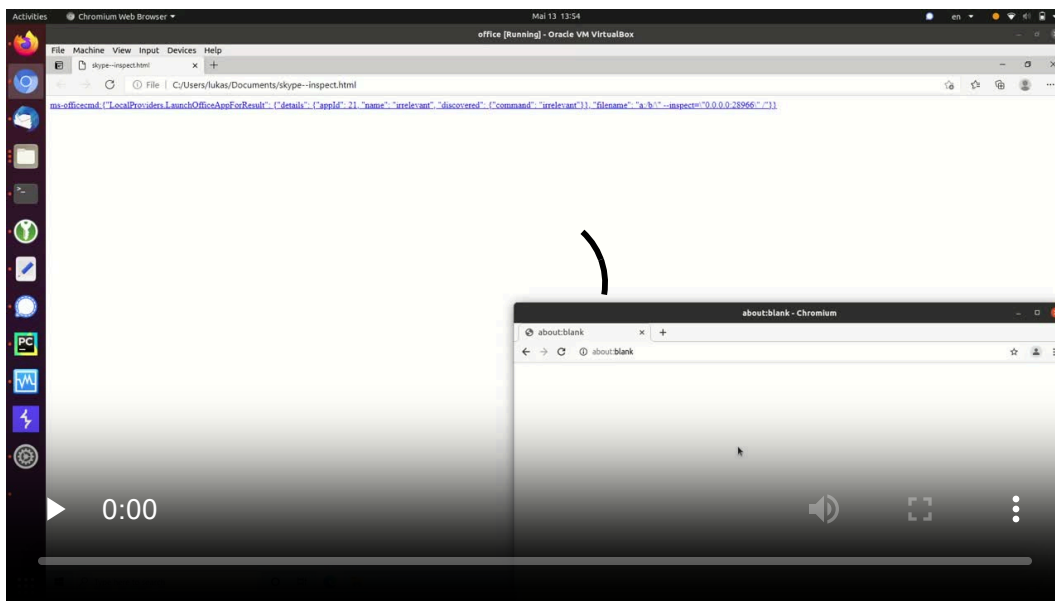 Activities Chromium Web Browser Mai 13 13:54 en
office [Running] - Oracle VM VirtualBox
File Machine View Input Devices Help
skype--inspect.html
File C:/Users/lukas/Documents/skype--inspect.html
ms-officecmd:{"LocalProviders.LaunchOfficeAppForResult": {"details": {"appId": 21, "name": "irrelevant", "discovered": {"command": "irrelevant"}}, "filename": "a:/b/\" --inspect=\"0.0.0.0:28966\" /"}}
about:blank - Chromium
about:blank
about:blank
PC
0:00